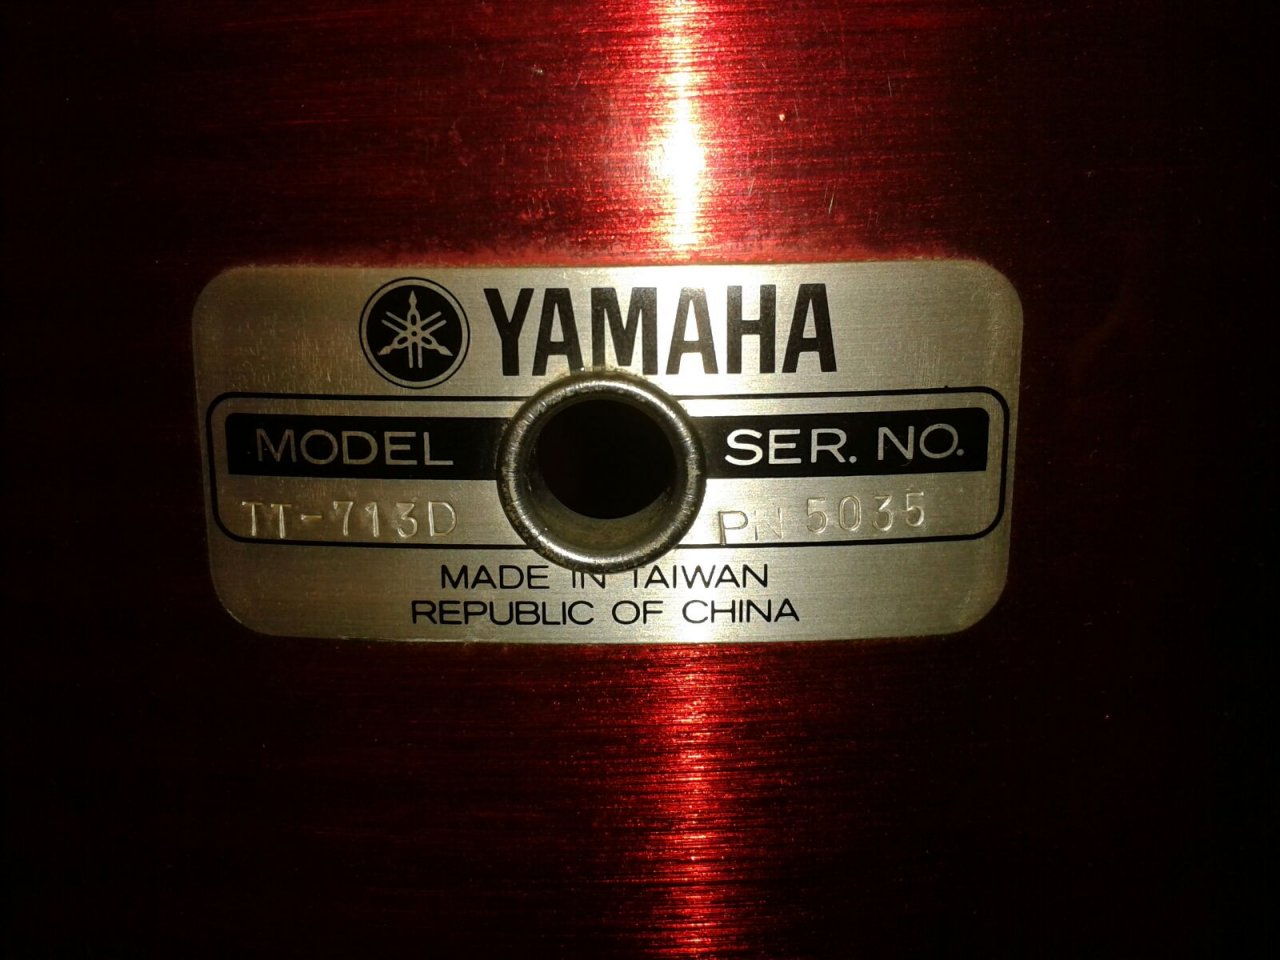 YAMAHA
MODEL SER. NO.
TT-713D PN 5035
MADE IN TAIWAN
REPUBLIC OF CHINA